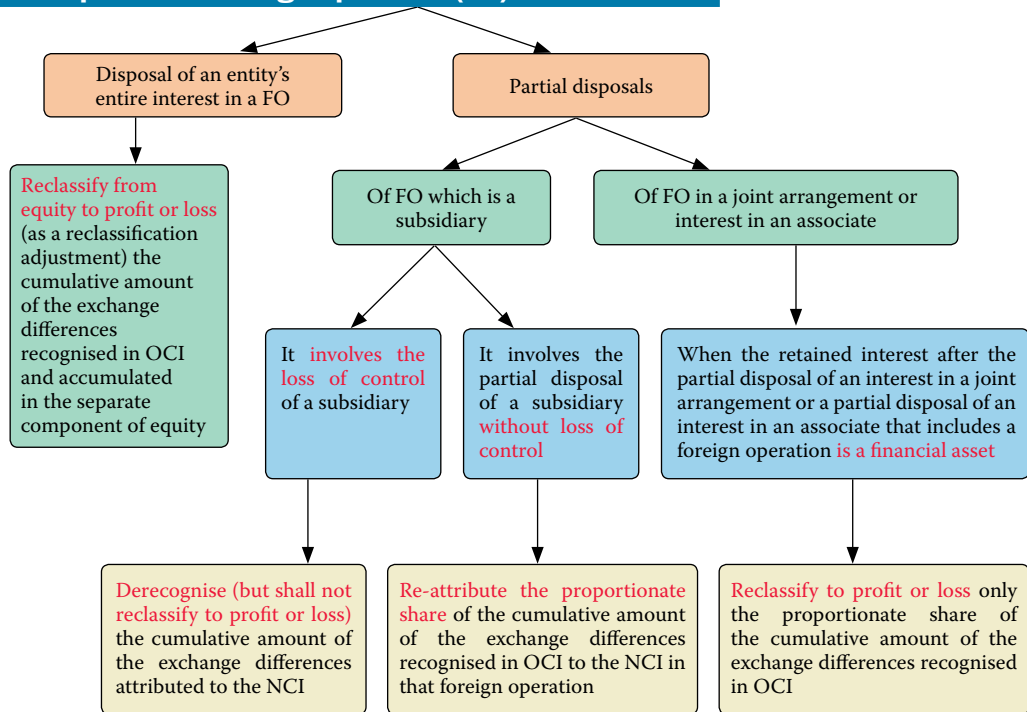 Disposal of an entity's
entire interest in a FO
Partial disposals
Reclassify from
equity to profit or loss
(as a reclassification
adjustment) the
cumulative amount
of the exchange
differences
recognised in OCI
and accumulated
in the separate
component of equity
Of FO which is a
subsidiary
Of FO in a joint arrangement or
interest in an associate
It involves the
loss of control
of a subsidiary
It involves the
partial disposal
of a subsidiary
without loss of
control
When the retained interest after the
partial disposal of an interest in a joint
arrangement or a partial disposal of an
interest in an associate that includes a
foreign operation is a financial asset
Derecognise (but shall not
reclassify to profit or loss)
the cumulative amount of
the exchange differences
attributed to the NCI
Re-attribute the proportionate
share of the cumulative amount
of the exchange differences
recognised in OCI to the NCI in
that foreign operation
Reclassify to profit or loss only
the proportionate share of
the cumulative amount of the
exchange differences recognised
in OCI